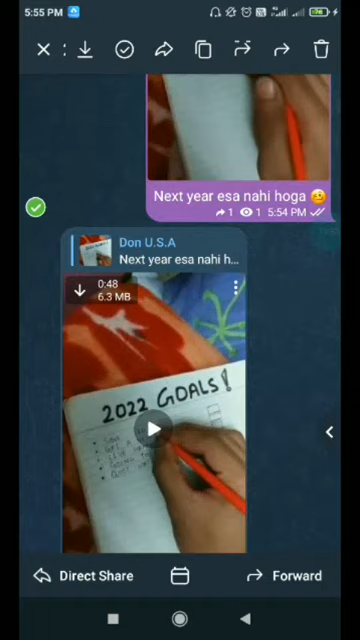 5:55 PM
Next year esa nahi hoga 🥴
1 1 5:54 PM
Don U.S.A
Next year esa nahi h...
0:48
6.3 MB
2022 GOALS!
Direct Share
Forward